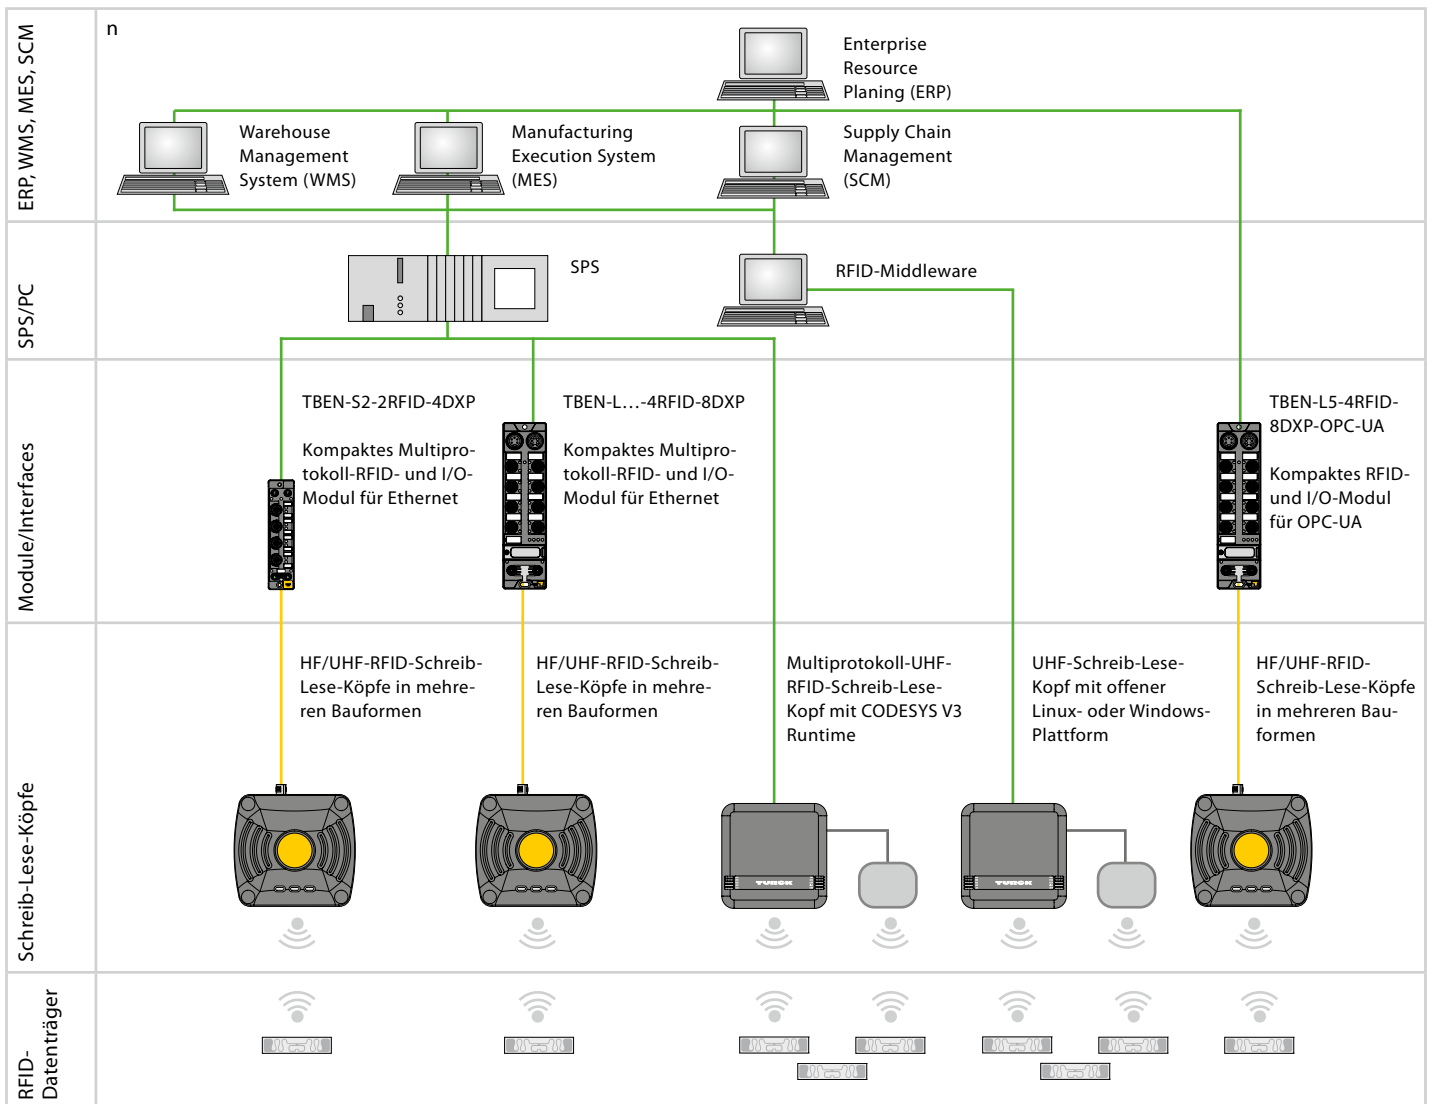 ERP, WMS, MES, SCM
n
Enterprise
Resource
Planing (ERP)
Warehouse
Management
System (WMS)
Manufacturing
Execution System
(MES)
Supply Chain
Management
(SCM)
SPS/PC
SPS
RFID-Middleware
Module/Interfaces
TBEN-S2-2RFID-4DXP
Kompaktes Multipro-
tokoll-RFID- und I/O-
Modul für Ethernet
TBEN-L…-4RFID-8DXP
Kompaktes Multipro-
tokoll-RFID- und I/O-
Modul für Ethernet
TBEN-L5-4RFID-
8DXP-OPC-UA
Kompaktes RFID-
und I/O-Modul
für OPC-UA
Schreib-Lese-Köpfe
HF/UHF-RFID-Schreib-
Lese-Köpfe in mehre-
ren Bauformen
HF/UHF-RFID-Schreib-
Lese-Köpfe in mehre-
ren Bauformen
Multiprotokoll-UHF-
RFID-Schreib-Lese-
Kopf mit CODESYS V3
Runtime
UHF-Schreib-Lese-
Kopf mit offener
Linux- oder Windows-
Plattform
HF/UHF-RFID-
Schreib-Lese-Köpfe
in mehreren Bau-
formen
TURCK
TURCK
RFID-
Datenträger